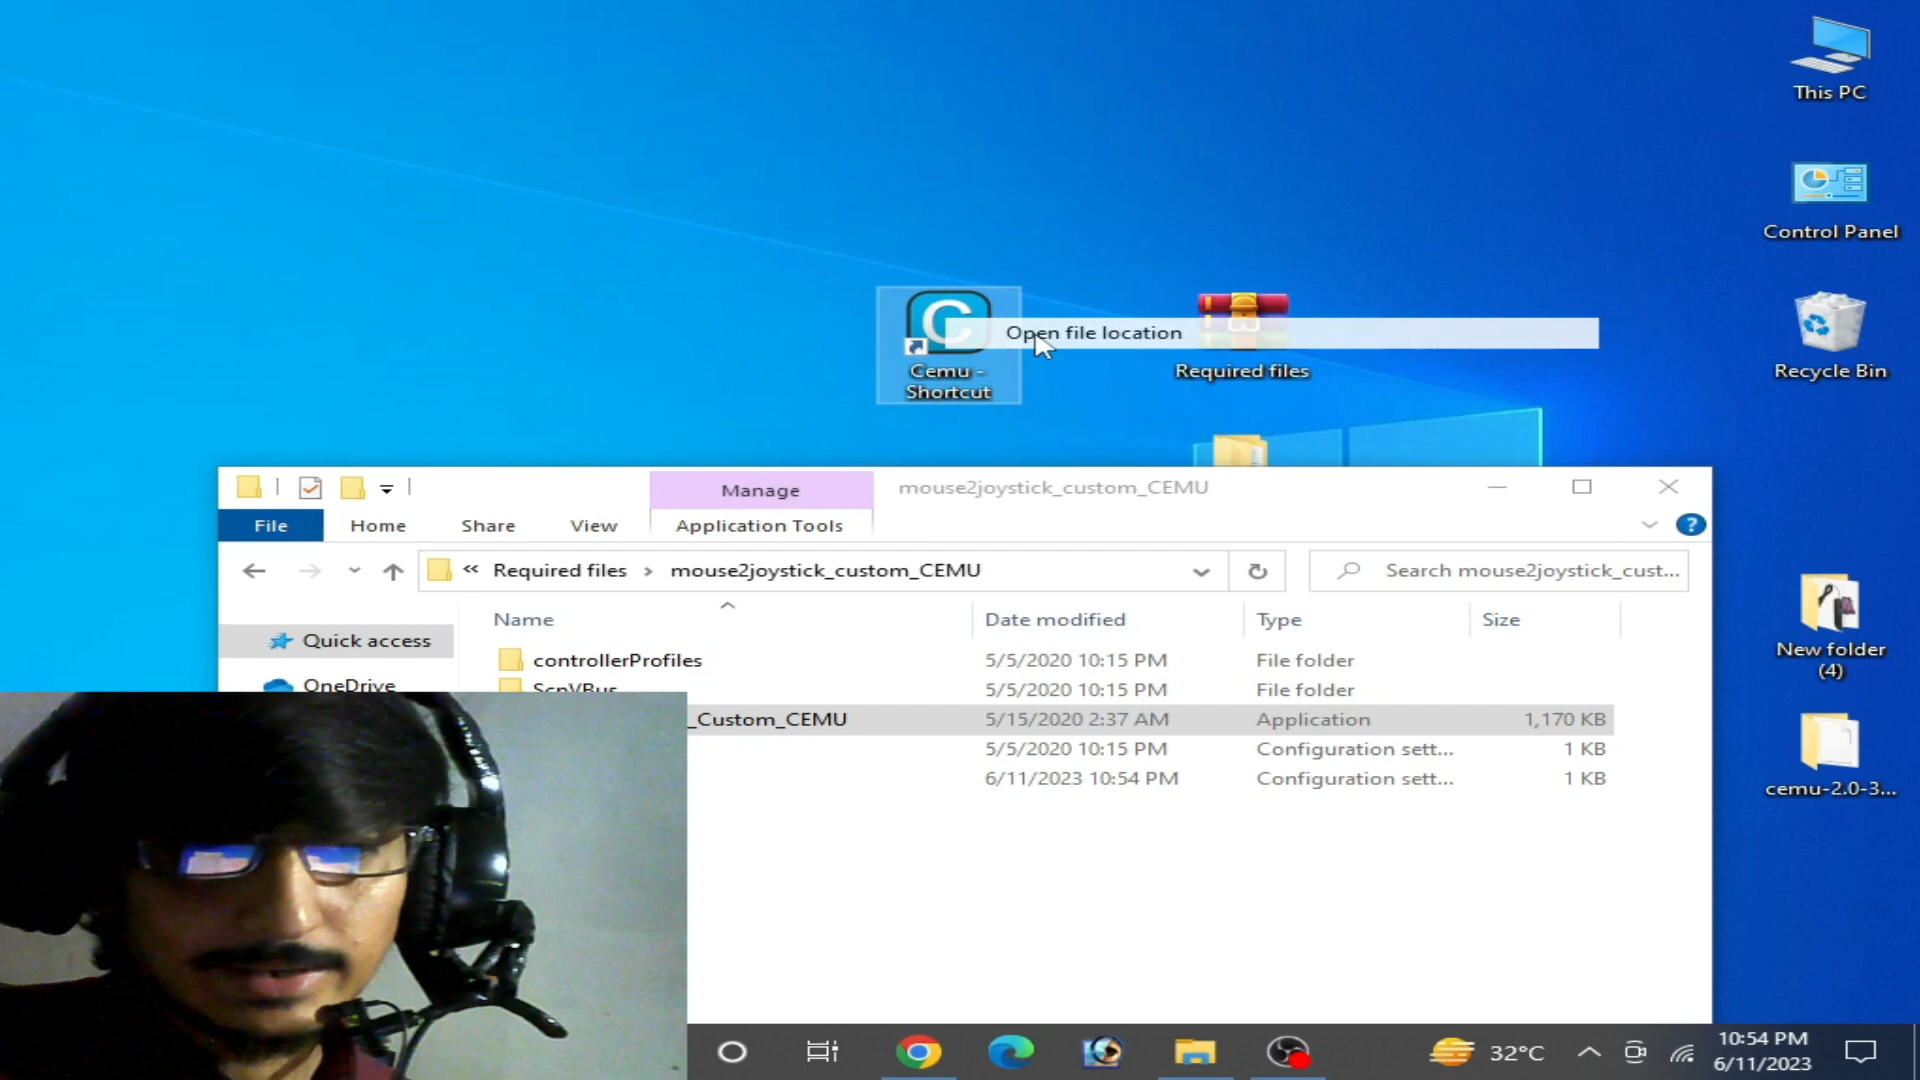 This PC
Control Panel
Open file location
Cemu -
Shortcut
Required files
Recycle Bin
Manage
mouse2joystick_custom_CEMU
File
Home
Share
View
Application Tools
Required files
mouse2joystick_custom_CEMU
Search mouse2joystick_cust...
Name
Date modified
Type
Size
Quick access
controllerProfiles
5/5/2020 10:15 PM
File folder
OneDrive
ScpVBus
5/5/2020 10:15 PM
File folder
_Custom_CEMU
5/15/2020 2:37 AM
Application
1,170 KB
5/5/2020 10:15 PM
Configuration sett...
1 KB
6/11/2023 10:54 PM
Configuration sett...
1 KB
New folder
(4)
cemu-2.0-3...
32°C
10:54 PM
6/11/2023